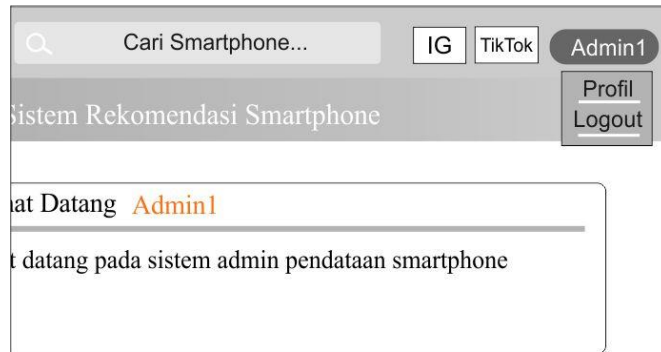 Cari Smartphone... IG TikTok Admin1
Profil
Sistem Rekomendasi Smartphone
Logout
at Datang Admin1
t datang pada sistem admin pendataan smartphone